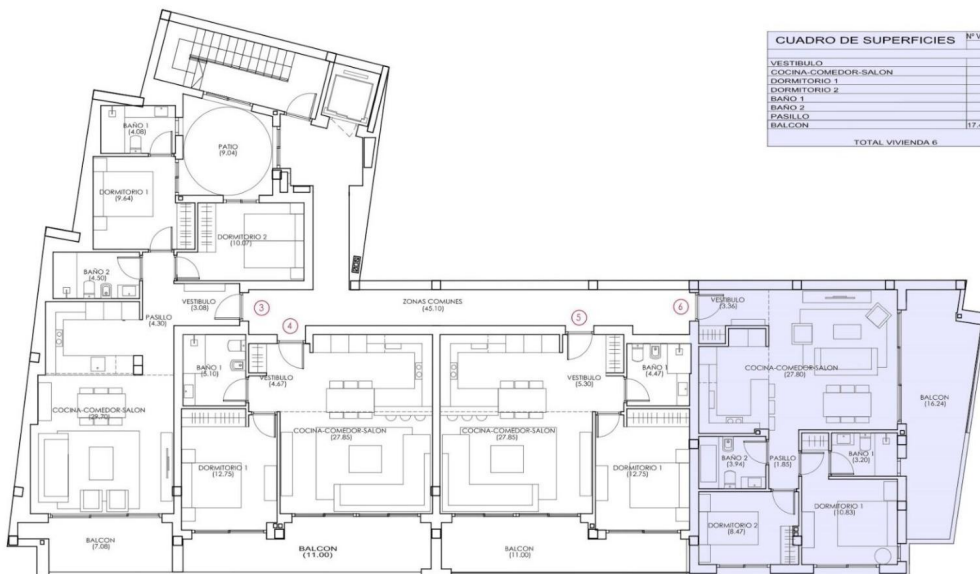 CUADRO DE SUPERFICIES
Nº V
VESTIBULO
COCINA-COMEDOR-SALON
DORMITORIO 1
DORMITORIO 2
BAÑO 1
BAÑO 2
PASILLO
BALCON 17.
TOTAL VIVIENDA 6
BAÑO 1
(4.08)
PATIO
(9.04)
DORMITORIO 1
(9.64)
DORMITORIO 2
(10.07)
BAÑO 2
(4.50)
VESTIBULO
(3.08)
PASILLO
(4.30)
3
4
ZONAS COMUNES
(45.10)
5
6
VESTIBULO
(3.36)
BAÑO 1
(5.10)
VESTIBULO
(4.67)
VESTIBULO
(5.30)
BAÑO 1
(4.47)
COCINA-COMEDOR-SALON
(27.80)
BALCON
(16.24)
COCINA-COMEDOR-SALON
(29.70)
COCINA-COMEDOR-SALON
(27.85)
COCINA-COMEDOR-SALON
(27.85)
DORMITORIO 1
(12.75)
DORMITORIO 1
(12.75)
BAÑO 2
(3.94)
PASILLO
(1.85)
BAÑO 1
(3.20)
DORMITORIO 2
(8.47)
DORMITORIO 1
(10.83)
BALCON
(7.08)
BALCON
(11.00)
BALCON
(11.00)